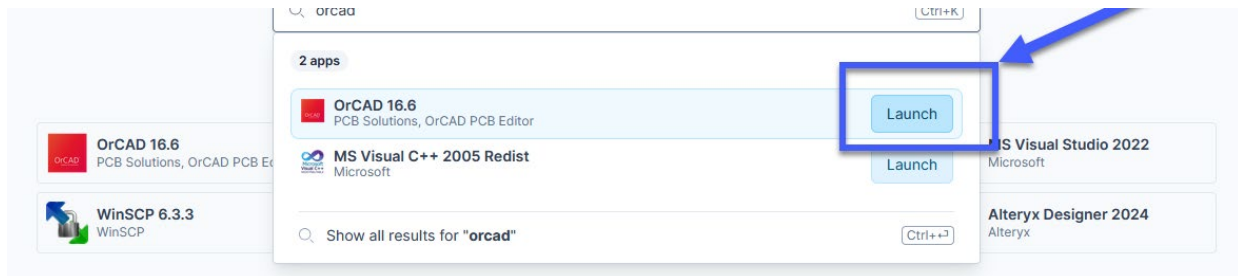 orcad Ctrl+K
2 apps
OrCAD 16.6
PCB Solutions, OrCAD PCB Editor
Launch
MS Visual C++ 2005 Redist
Microsoft
Launch
Show all results for "orcad" Ctrl+↵
OrCAD
OrCAD 16.6
PCB Solutions, OrCAD PCB Ed
MS Visual Studio 2022
Microsoft
WinSCP 6.3.3
WinSCP
Alteryx Designer 2024
Alteryx